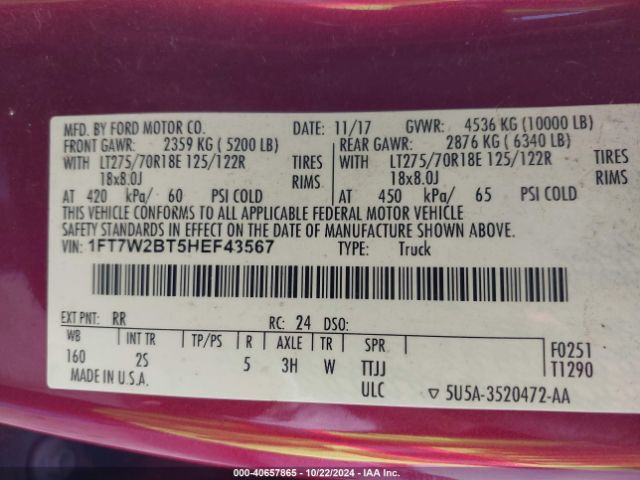 MFD. BY FORD MOTOR CO.
DATE: 11/17 GVWR: 4536 KG (10000 LB)
FRONT GAWR: 2359 KG (5200 LB)
REAR GAWR: 2876 KG (6340 LB)
WITH LT275/70R18E 125/122R TIRES
18x8.0J RIMS
AT 420 kPa/ 60 PSI COLD
WITH LT275/70R18E 125/122R TIRES
18x8.0J RIMS
AT 450 kPa/ 65 PSI COLD
THIS VEHICLE CONFORMS TO ALL APPLICABLE FEDERAL MOTOR VEHICLE
SAFETY STANDARDS IN EFFECT ON THE DATE OF MANUFACTURE SHOWN ABOVE.
VIN: 1FT7W2BT5HEF43567 TYPE: Truck
EXT PNT: RR RC: 24 DSO:
WB INT TR TP/PS R AXLE TR SPR
160 2S 5 3H W TTJJ
ULC
F0251
T1290
MADE IN U.S.A.
▽ 5U5A-3520472-AA
000-40657865 - 10/22/2024 - IAA Inc.